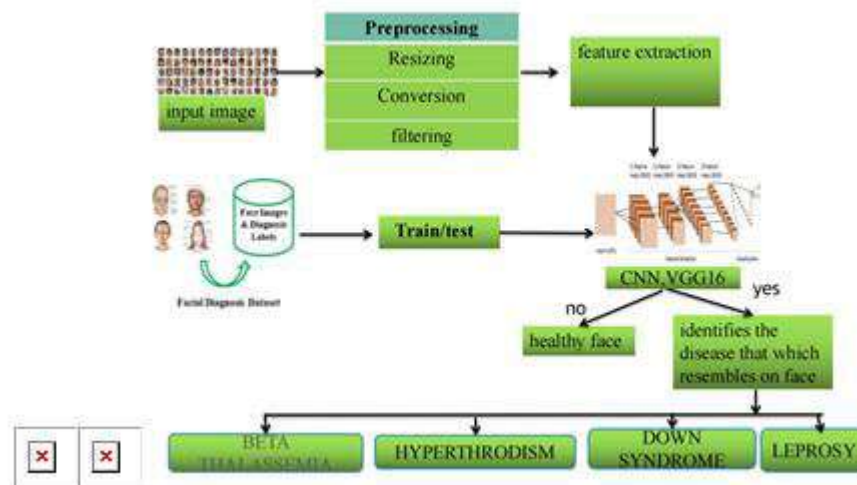 Preprocessing
Resizing
Conversion
filtering
input image
feature extraction
Face Images
& Diagnosis
Labels
Facial Diagnosis Dataset
Train/test
CNN,VGG16
no
yes
healthy face
identifies the
disease that which
resembles on face
BETA
THALASSEMIA
HYPERTHRODISM
DOWN
SYNDROME
LEPROSY